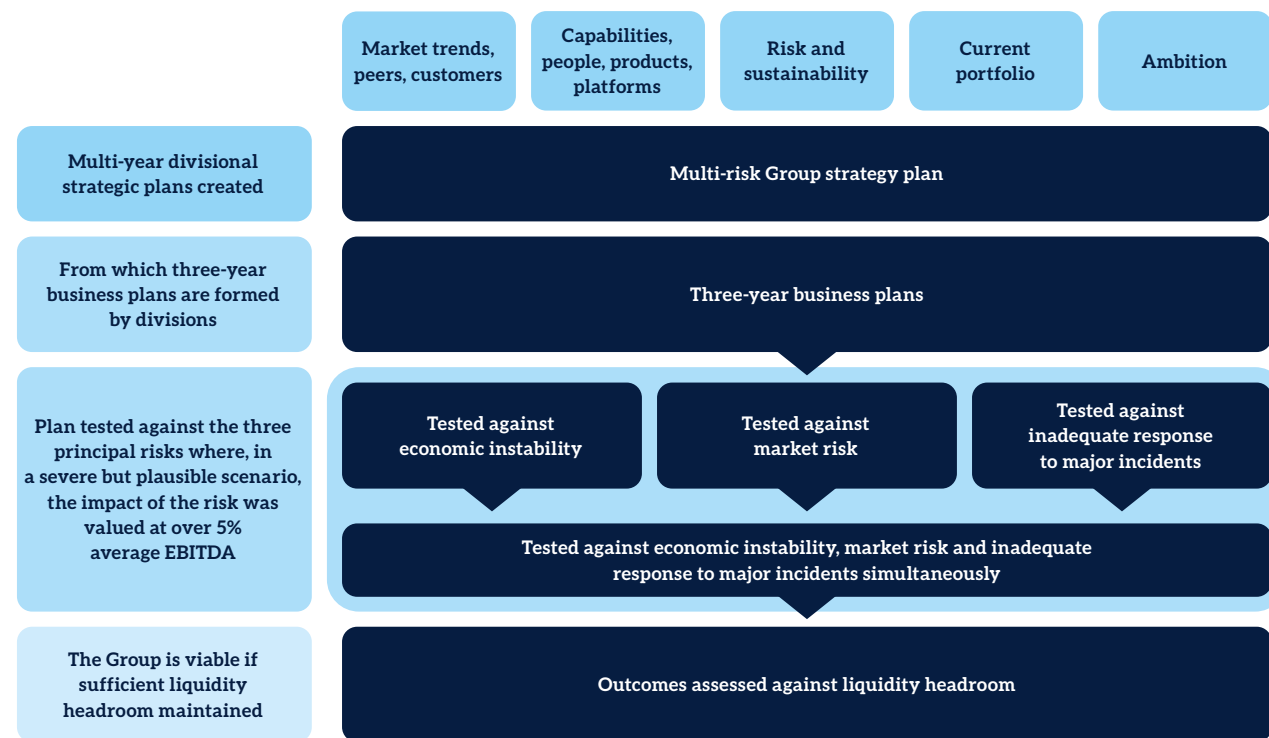 Market trends,
peers, customers
Capabilities,
people, products,
platforms
Risk and
sustainability
Current
portfolio
Ambition
Multi-year divisional
strategic plans created
Multi-risk Group strategy plan
From which three-year
business plans are formed
by divisions
Three-year business plans
Plan tested against the three
principal risks where, in
a severe but plausible scenario,
the impact of the risk was
valued at over 5%
average EBITDA
Tested against
economic instability
Tested against
market risk
Tested against
inadequate response
to major incidents
Tested against economic instability, market risk and inadequate
response to major incidents simultaneously
The Group is viable if
sufficient liquidity
headroom maintained
Outcomes assessed against liquidity headroom